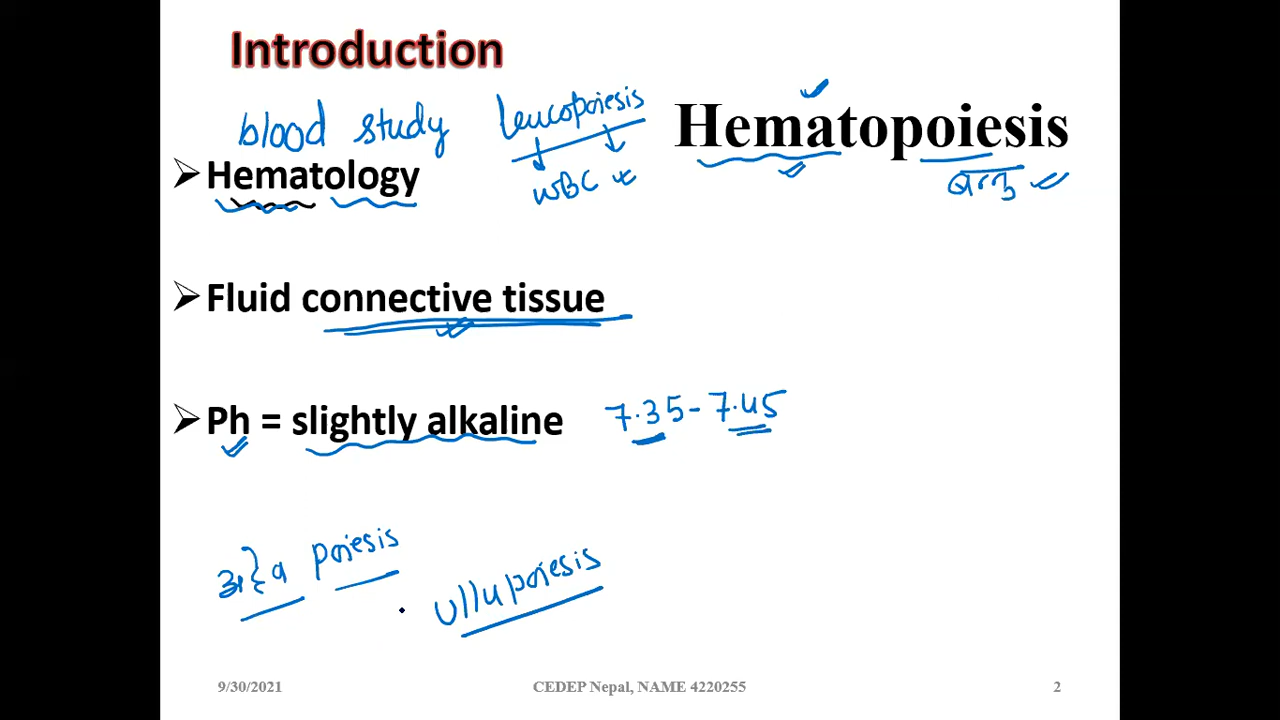 Introduction
blood study
leucopoiesis
Hematopoiesis
Hematology
WBC
Fluid connective tissue
Ph = slightly alkaline
7.35-7.45
poiesis
ullupoiesis
9/30/2021
CEDEP Nepal, NAME 4220255
2